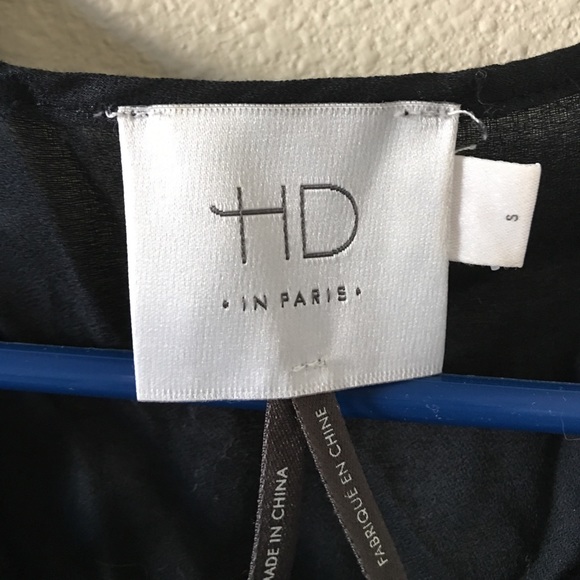 HD
• IN PARIS •
S
MADE IN CHINA
FABRIQUÉ EN CHINE